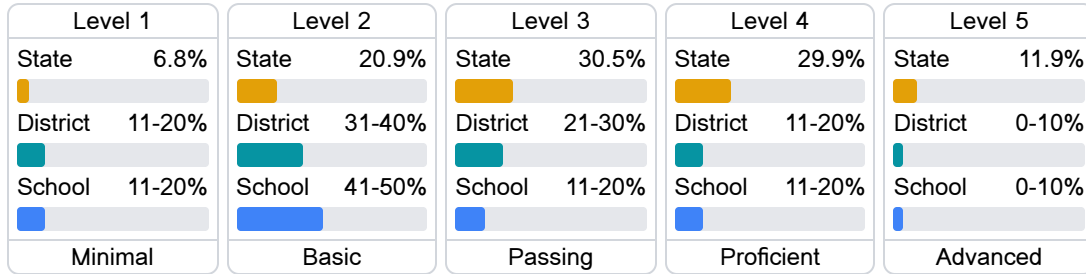 Level 1
State 6.8%
District 11-20%
School 11-20%
Minimal
Level 2
State 20.9%
District 31-40%
School 41-50%
Basic
Level 3
State 30.5%
District 21-30%
School 11-20%
Passing
Level 4
State 29.9%
District 11-20%
School 11-20%
Proficient
Level 5
State 11.9%
District 0-10%
School 0-10%
Advanced